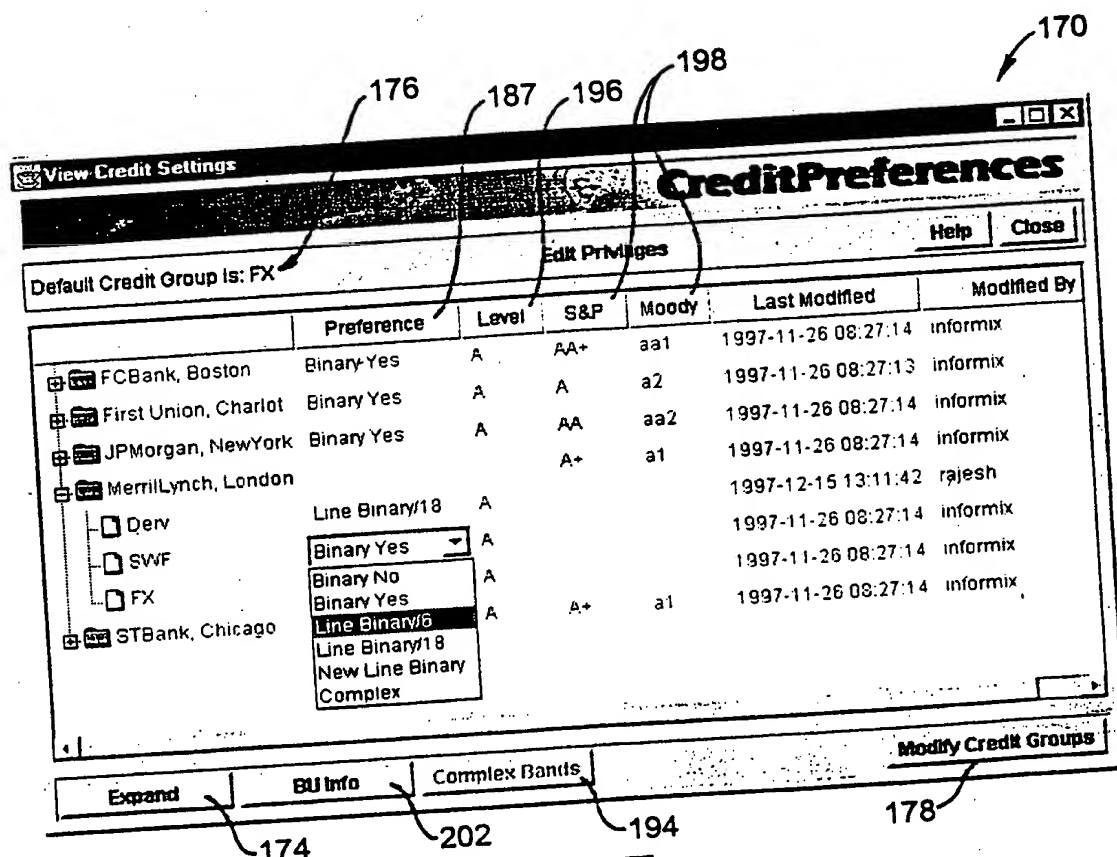 170
198
176 187 196
View Credit Settings
CreditPreferences
Default Credit Group Is: FX Edit Privileges Help Close
Preference Level S&P Moody Last Modified Modified By
FCBank, Boston Binary Yes A AA+ aa1 1997-11-26 08:27:14 informix
First Union, Charlot Binary Yes A A a2 1997-11-26 08:27:13 informix
JPMorgan, NewYork Binary Yes A AA aa2 1997-11-26 08:27:14 informix
MerrilLynch, London A+ a1 1997-11-26 08:27:14 informix
Derv Line Binary/18 A 1997-12-15 13:11:42 rajesh
SWF Binary Yes A 1997-11-26 08:27:14 informix
FX A 1997-11-26 08:27:14 informix
STBank, Chicago A A+ a1 1997-11-26 08:27:14 informix
Binary No
Binary Yes
Line Binary/6
Line Binary/18
New Line Binary
Complex
Expand BU Info Complex Bands Modify Credit Groups
174 202 194 178